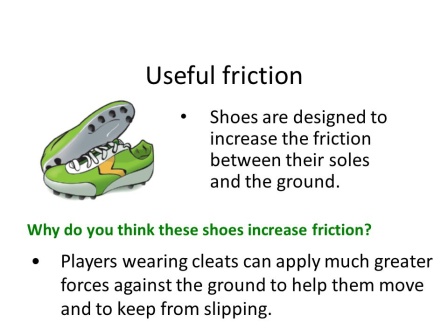 Useful friction
• Shoes are designed to
increase the friction
between their soles
and the ground.
Why do you think these shoes increase friction?
• Players wearing cleats can apply much greater
forces against the ground to help them move
and to keep from slipping.